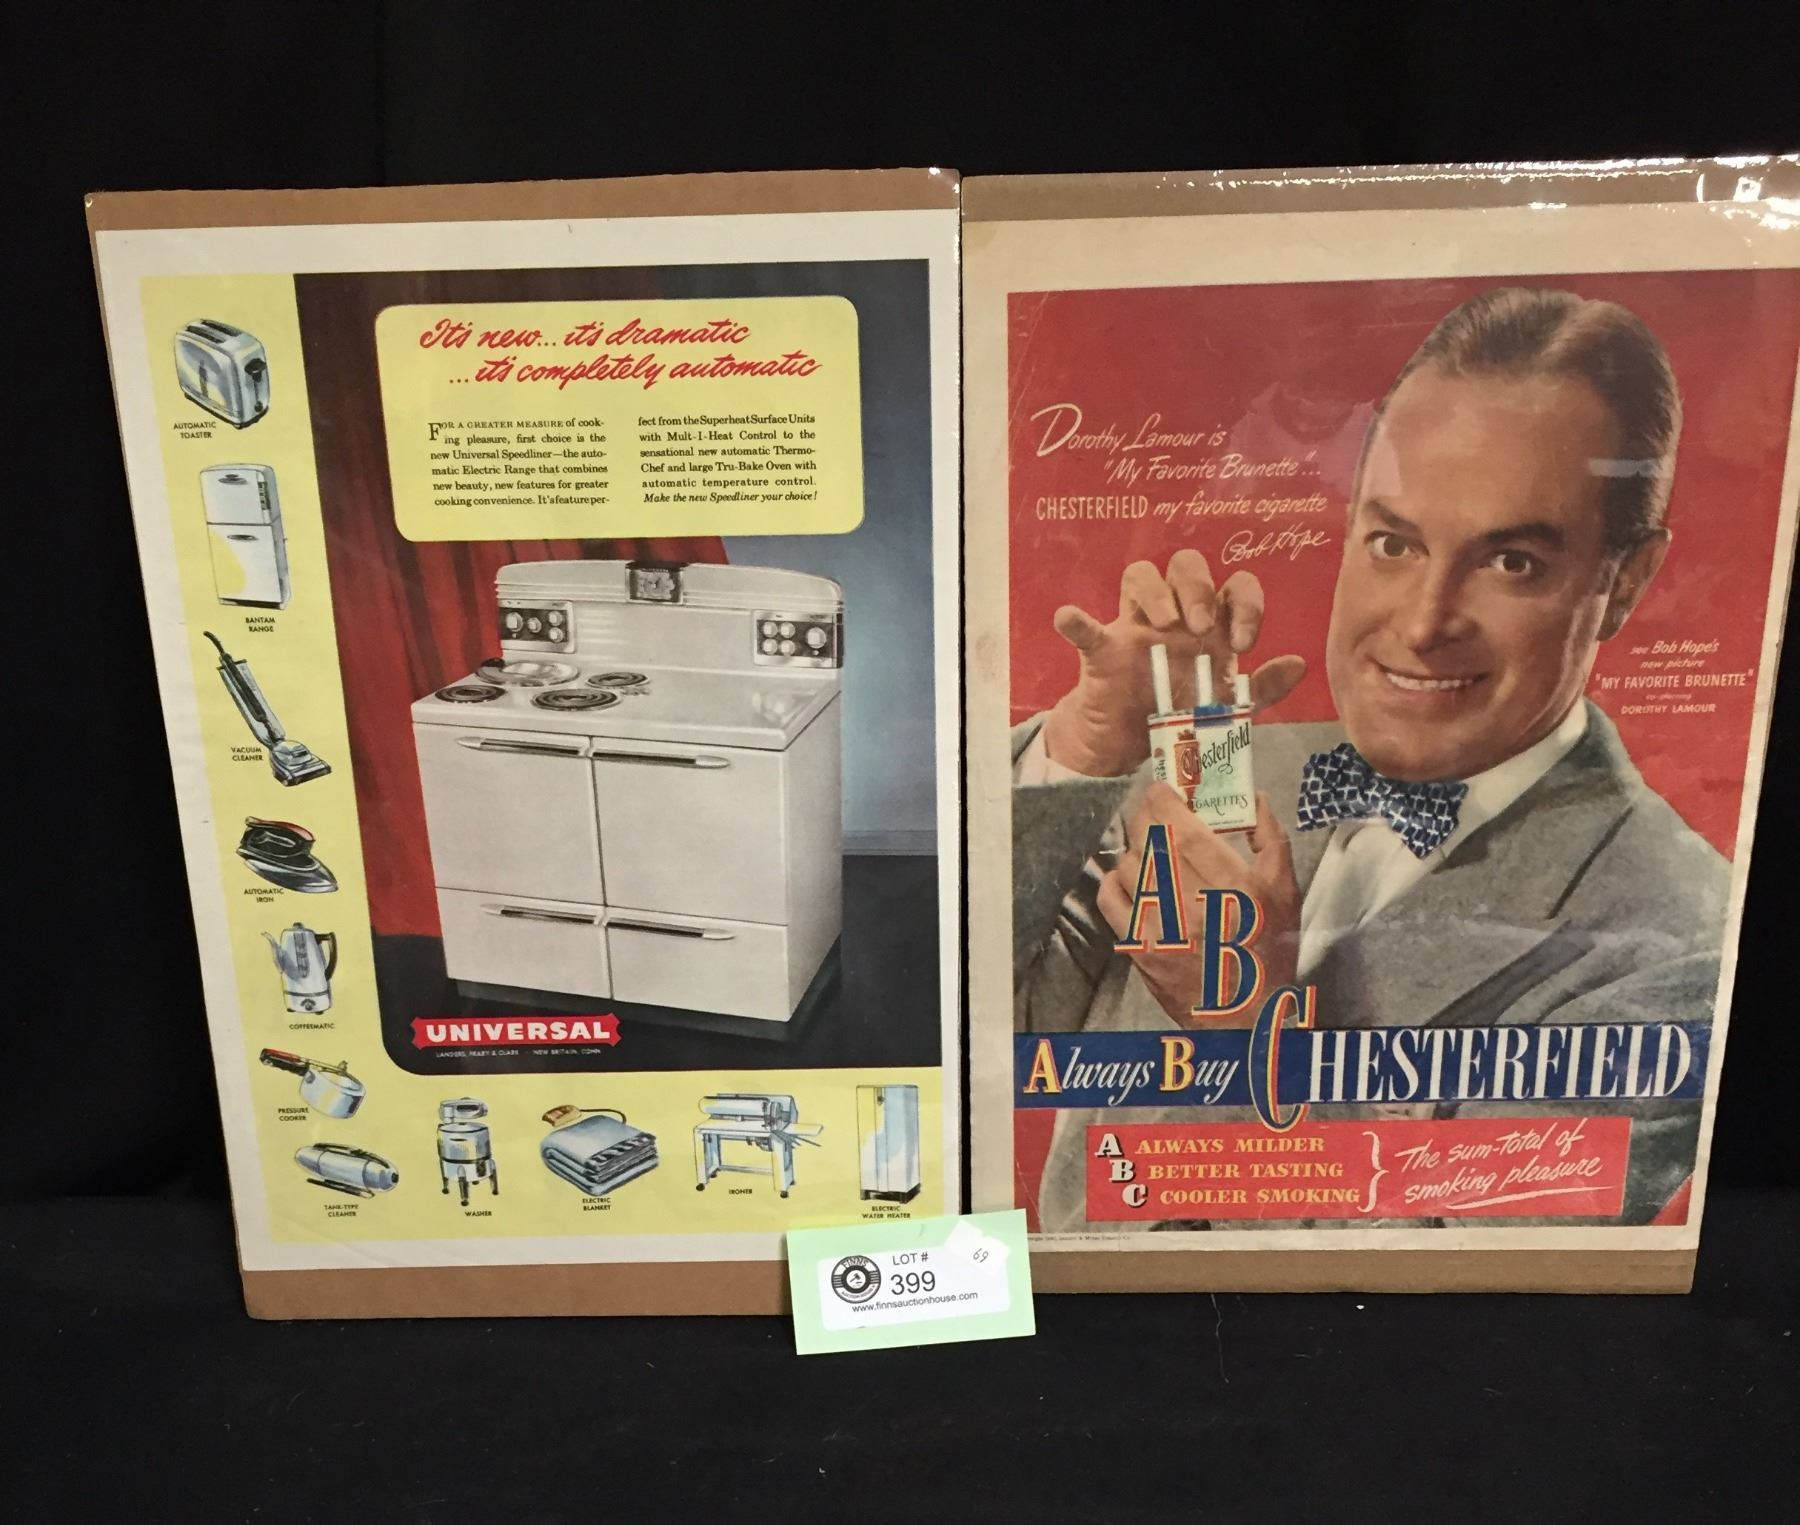 It's new... it's dramatic
... it's completely automatic
FOR A GREATER MEASURE of cook-
ing pleasure, first choice is the
new Universal Speedliner—the auto-
matic Electric Range that combines
new beauty, new features for greater
cooking convenience. It's feature per-
fect from the Superheat Surface Units
with Mult-I-Heat Control to the
sensational new automatic Thermo-
Chef and large Tru-Bake Oven with
automatic temperature control.
Make the new Speedliner your choice!
AUTOMATIC
TOASTER
BANTAM
RANGE
VACUUM
CLEANER
AUTOMATIC
IRON
COFFEEMATIC
PRESSURE
COOKER
TANK-TYPE
CLEANER
WASHER
ELECTRIC
BLANKET
IRONER
ELECTRIC
WATER HEATER
UNIVERSAL
LANDERS, FRARY & CLARK - NEW BRITAIN, CONN.
Dorothy Lamour is
"My Favorite Brunette"...
CHESTERFIELD my favorite cigarette
Bob Hope
see Bob Hope's
new picture
"MY FAVORITE BRUNETTE"
co-starring
DOROTHY LAMOUR
Chesterfield
CIGARETTES
A B C
Always Buy CHESTERFIELD
A ALWAYS MILDER
B BETTER TASTING
C COOLER SMOKING
The sum-total of
smoking pleasure
FINNS
LOT # 69
399
www.finnsauctionhouse.com